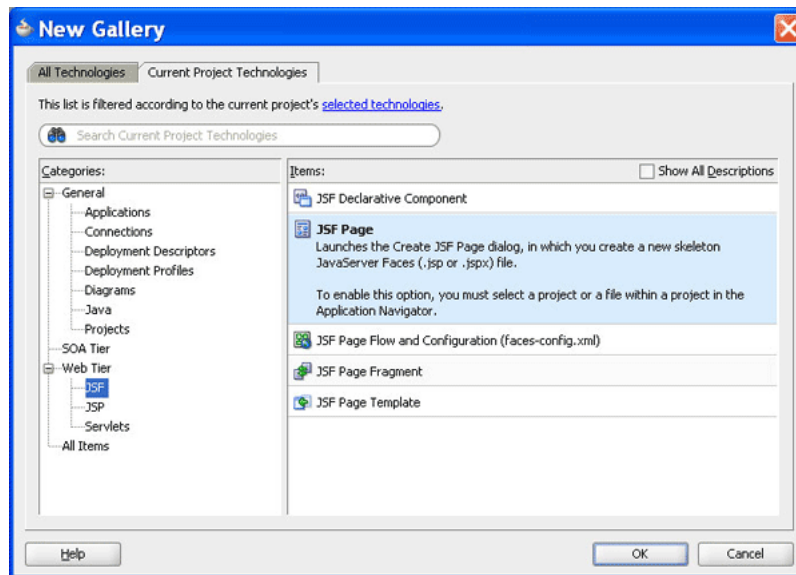 New Gallery
All Technologies
Current Project Technologies
This list is filtered according to the current project's selected technologies.
Search Current Project Technologies
Categories:
General
Applications
Connections
Deployment Descriptors
Deployment Profiles
Diagrams
Java
Projects
SOA Tier
Web Tier
JSF
JSP
Servlets
All Items
Items:
Show All Descriptions
JSF Declarative Component
JSF Page
Launches the Create JSF Page dialog, in which you create a new skeleton
JavaServer Faces (.jsp or .jspx) file.
To enable this option, you must select a project or a file within a project in the
Application Navigator.
JSF Page Flow and Configuration (faces-config.xml)
JSF Page Fragment
JSF Page Template
Help
OK
Cancel